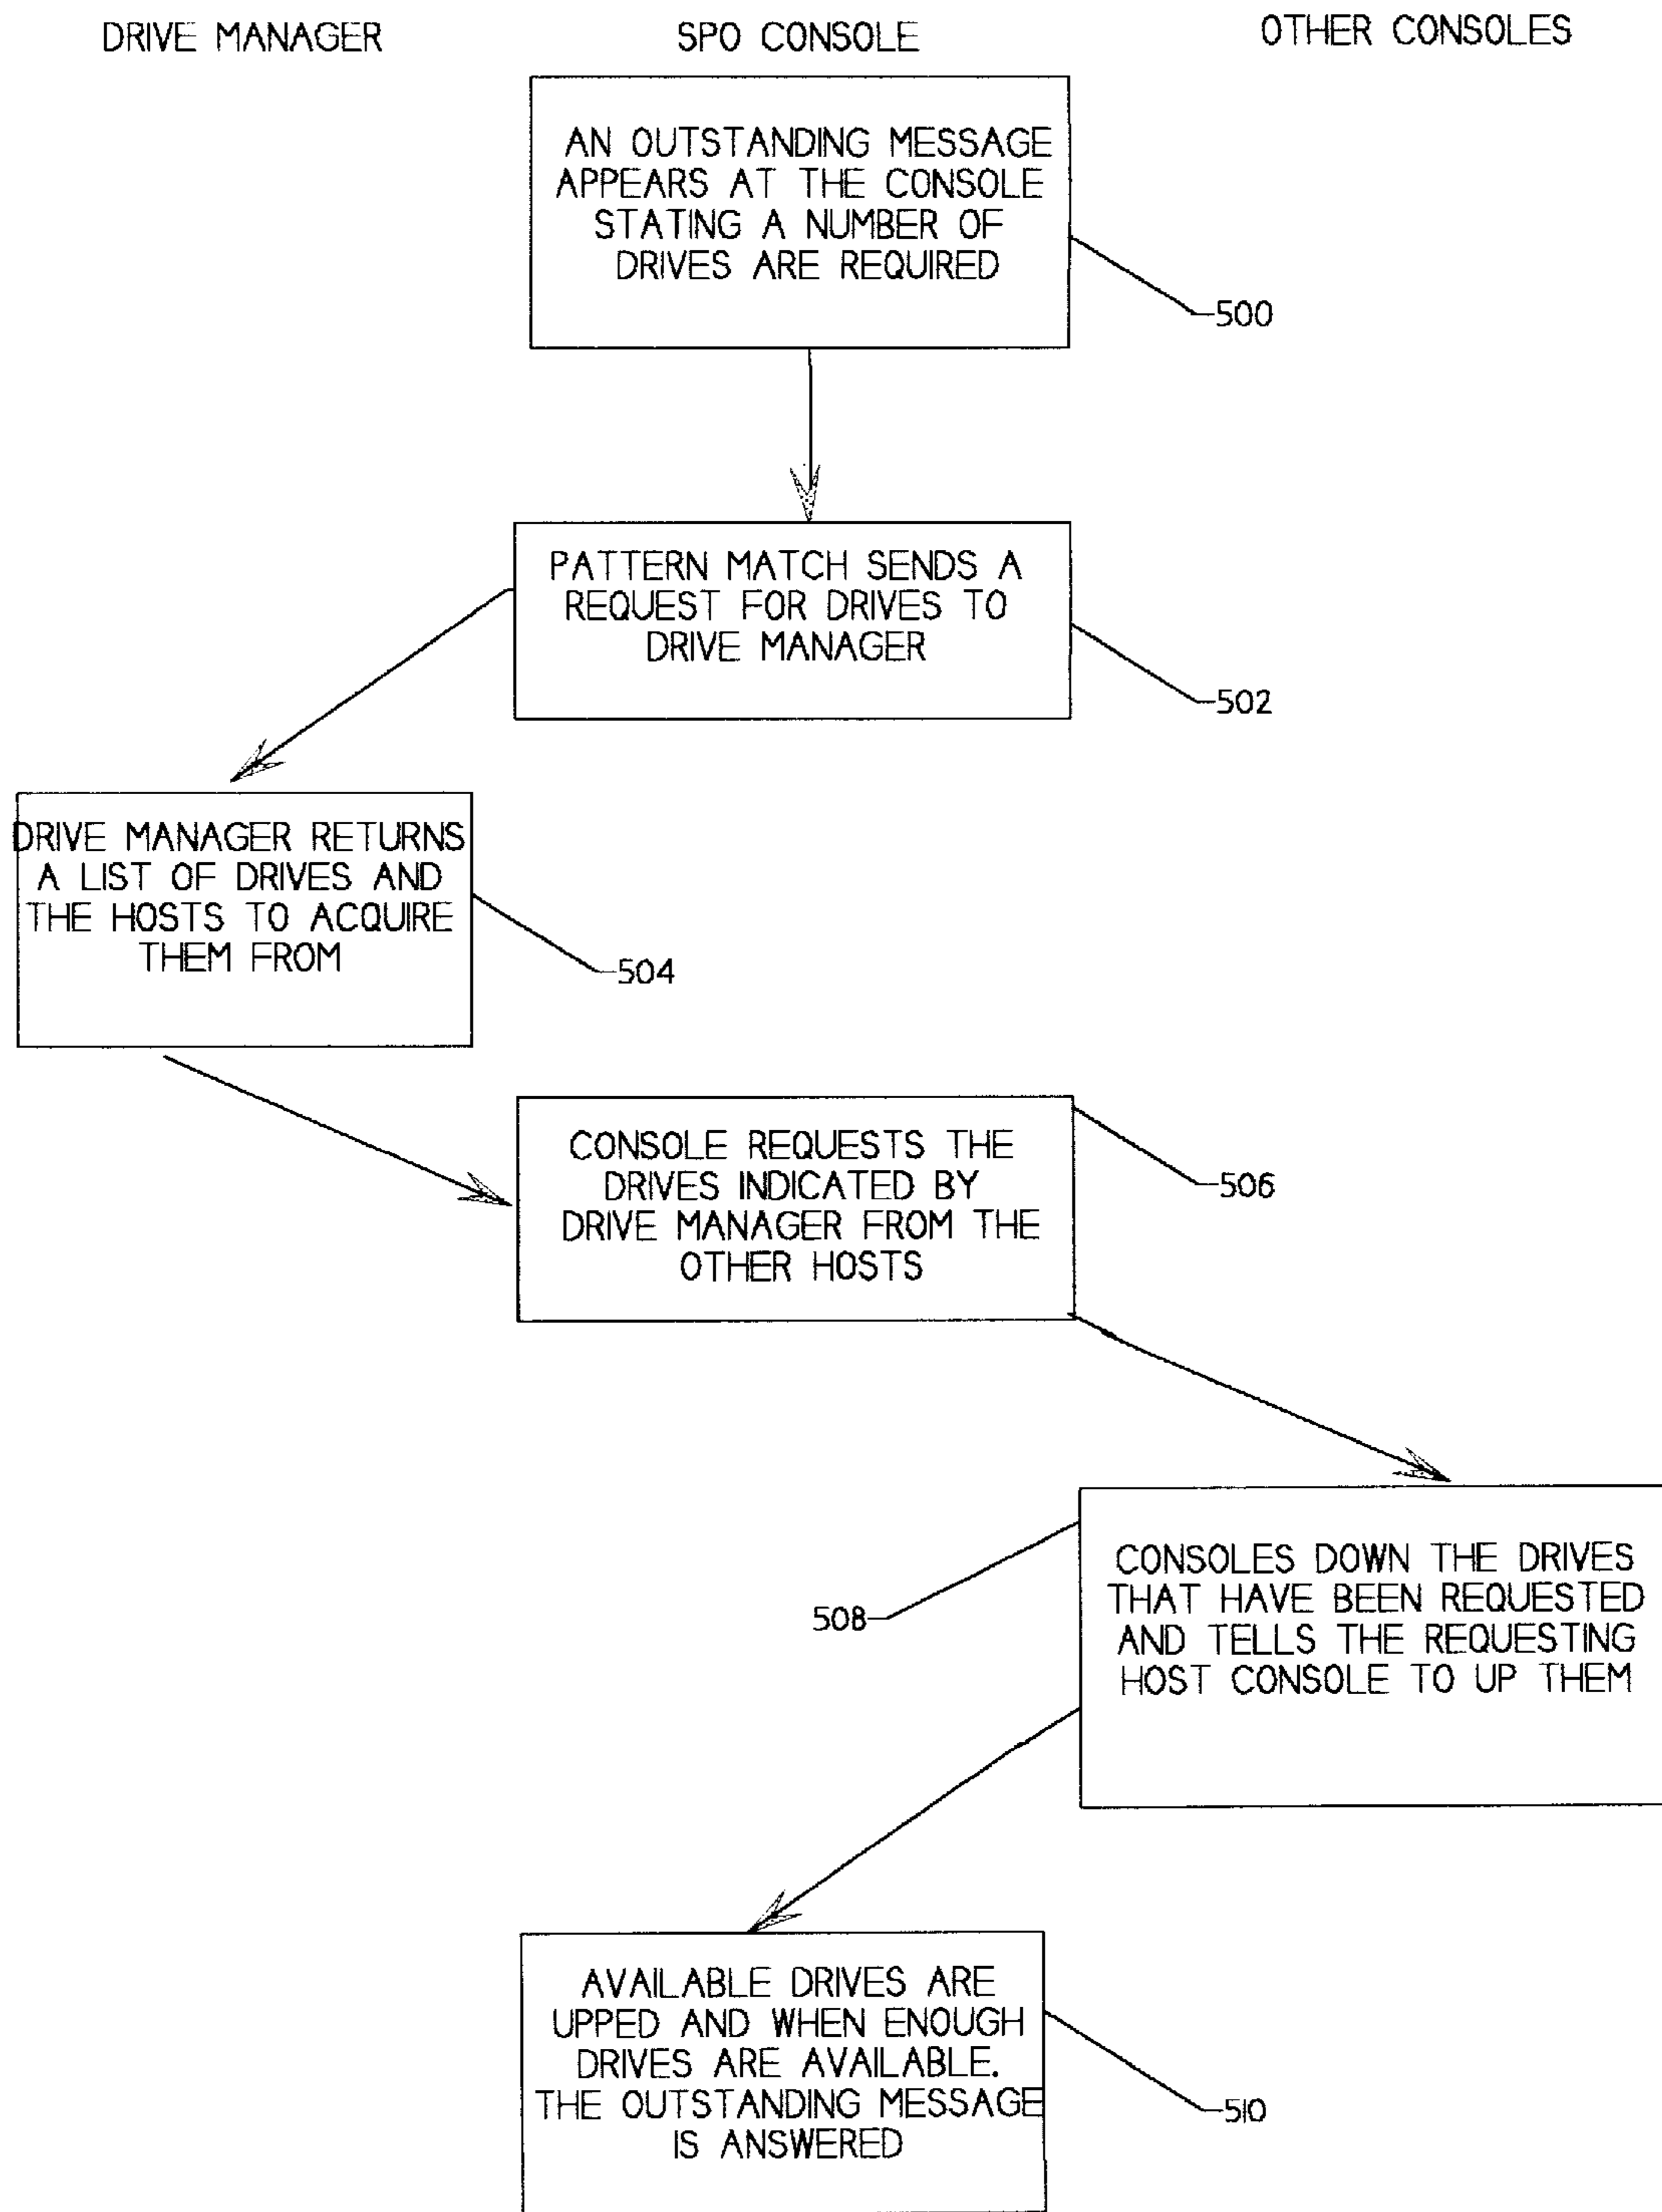 DRIVE MANAGER
SPO CONSOLE
OTHER CONSOLES
AN OUTSTANDING MESSAGE
APPEARS AT THE CONSOLE
STATING A NUMBER OF
DRIVES ARE REQUIRED
500
PATTERN MATCH SENDS A
REQUEST FOR DRIVES TO
DRIVE MANAGER
502
DRIVE MANAGER RETURNS
A LIST OF DRIVES AND
THE HOSTS TO ACQUIRE
THEM FROM
504
CONSOLE REQUESTS THE
DRIVES INDICATED BY
DRIVE MANAGER FROM THE
OTHER HOSTS
506
CONSOLES DOWN THE DRIVES
THAT HAVE BEEN REQUESTED
AND TELLS THE REQUESTING
HOST CONSOLE TO UP THEM
508
AVAILABLE DRIVES ARE
UPPED AND WHEN ENOUGH
DRIVES ARE AVAILABLE.
THE OUTSTANDING MESSAGE
IS ANSWERED
510